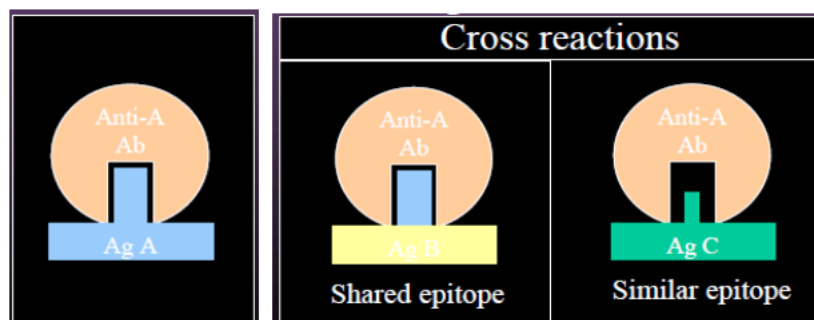 Anti-A
Ab
Ag A
Cross reactions
Anti-A
Ab
Ag B
Shared epitope
Anti-A
Ab
Ag C
Similar epitope